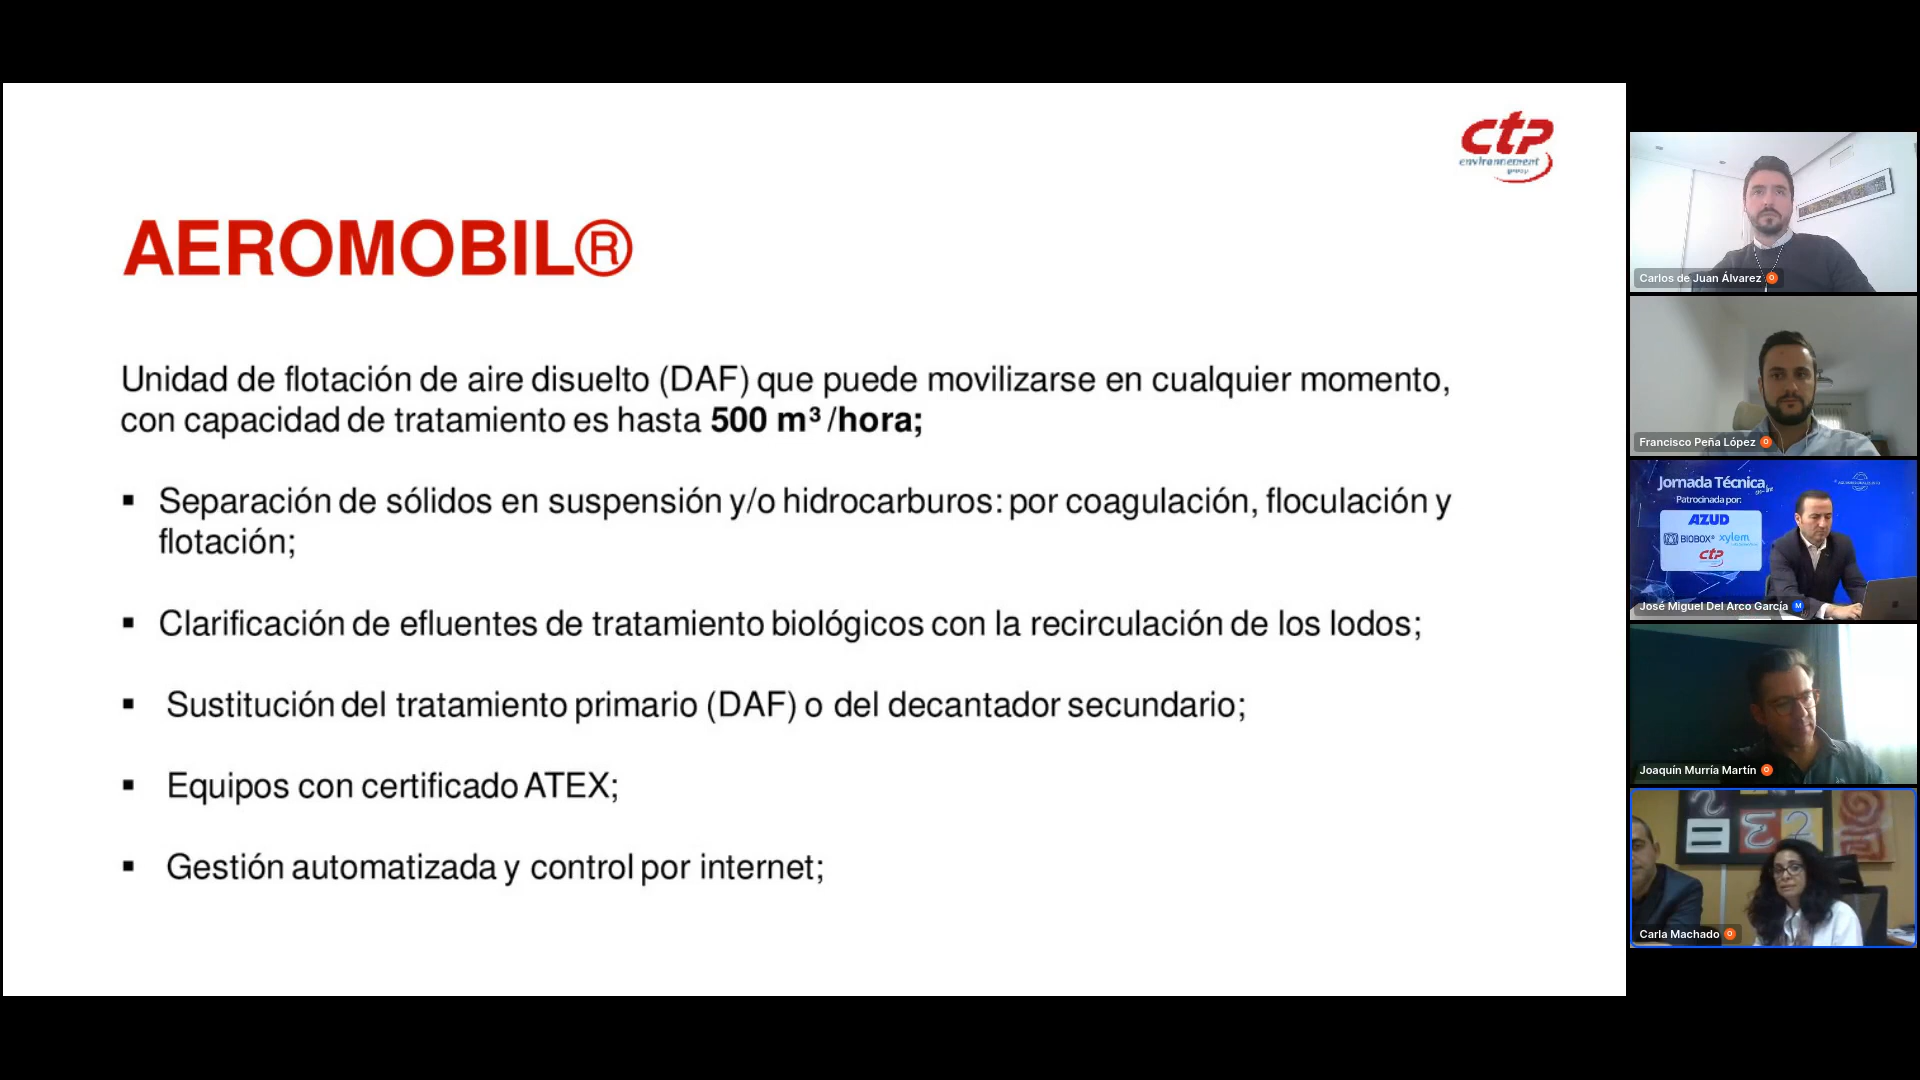 ctp
environnement
group
AEROMOBIL®
Unidad de flotación de aire disuelto (DAF) que puede movilizarse en cualquier momento,
con capacidad de tratamiento es hasta 500 m³ /hora;
▪ Separación de sólidos en suspensión y/o hidrocarburos: por coagulación, floculación y
flotación;
▪ Clarificación de efluentes de tratamiento biológicos con la recirculación de los lodos;
▪ Sustitución del tratamiento primario (DAF) o del decantador secundario;
▪ Equipos con certificado ATEX;
▪ Gestión automatizada y control por internet;
Carlos de Juan Álvarez
Francisco Peña López
Jornada Técnica
on-line
Patrocinada por:
AZUD
BIOBOX® xylem
ctp
José Miguel Del Arco García M
Joaquín Murría Martín
Carla Machado